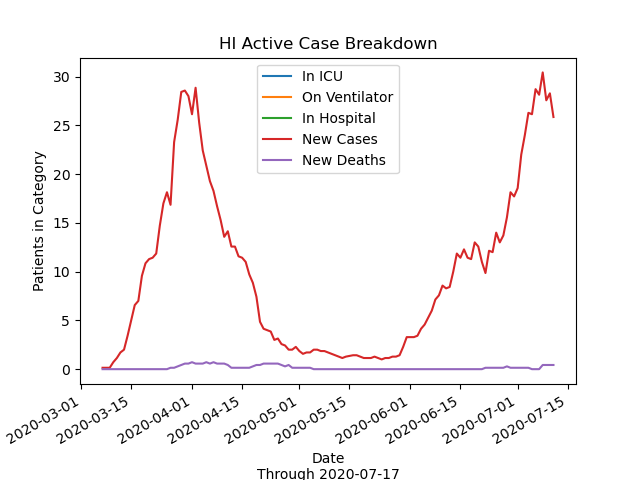 HI Active Case Breakdown
In ICU
On Ventilator
In Hospital
New Cases
New Deaths
Patients in Category
30
25
20
15
10
5
0
2020-03-01
2020-03-15
2020-04-01
2020-04-15
2020-05-01
2020-05-15
2020-06-01
2020-06-15
2020-07-01
2020-07-15
Date
Through 2020-07-17